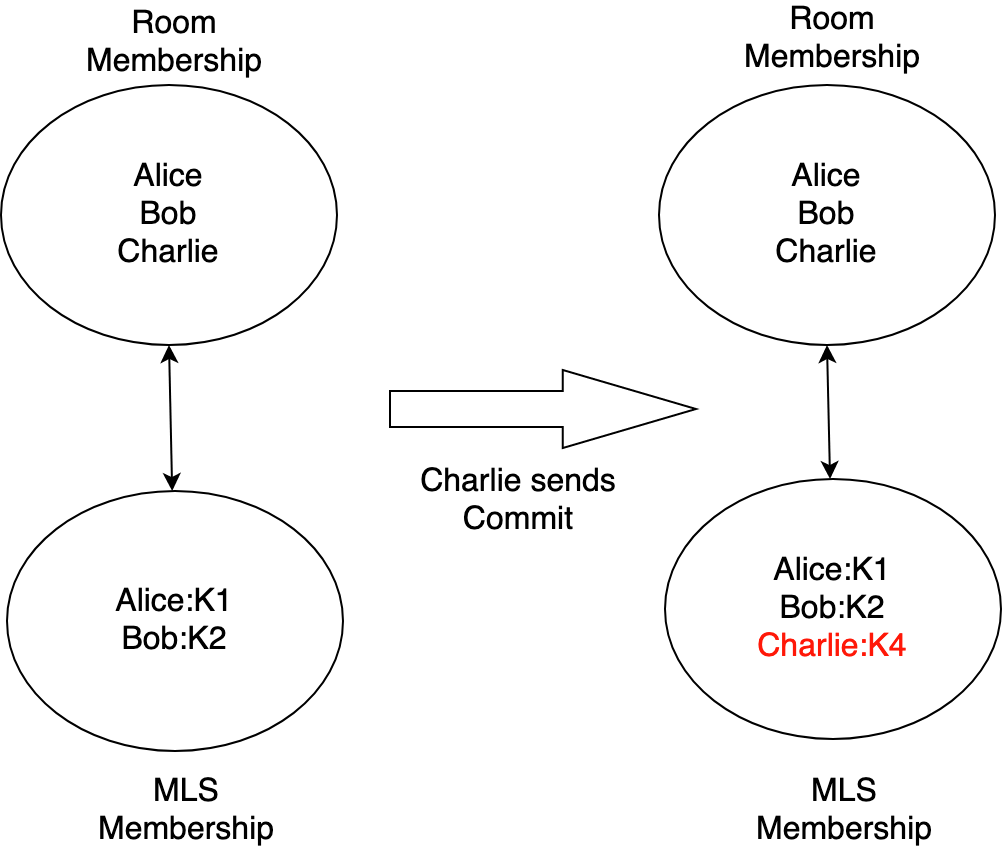 Room
Membership
Alice
Bob
Charlie
Alice:K1
Bob:K2
MLS
Membership
Charlie sends
Commit
Room
Membership
Alice
Bob
Charlie
Alice:K1
Bob:K2
Charlie:K4
MLS
Membership